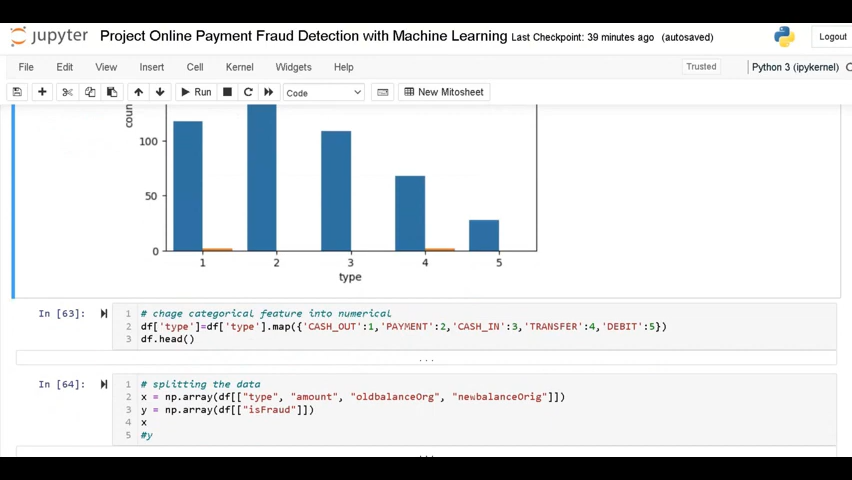 jupyter Project Online Payment Fraud Detection with Machine Learning Last Checkpoint: 39 minutes ago (autosaved) Logout
File Edit View Insert Cell Kernel Widgets Help Trusted Python 3 (ipykernel)
Run Code New Mitosheet
100
50
0
1 2 3 4 5
type
In [63]: 1 # chage categorical feature into numerical
2 df['type']=df['type'].map({'CASH_OUT':1,'PAYMENT':2,'CASH_IN':3,'TRANSFER':4,'DEBIT':5})
3 df.head()
...
In [64]: 1 # splitting the data
2 x = np.array(df[["type", "amount", "oldbalanceOrg", "newbalanceOrig"]])
3 y = np.array(df[["isFraud"]])
4 x
5 #y